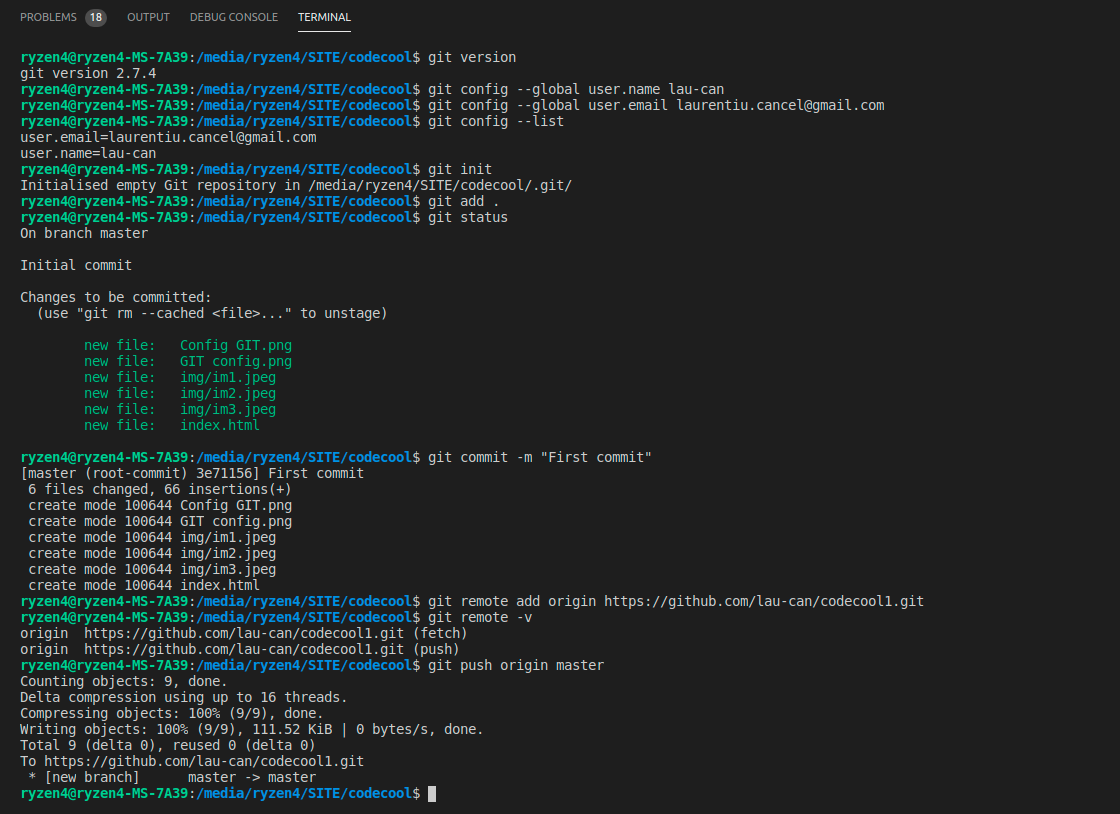 PROBLEMS 18 OUTPUT DEBUG CONSOLE TERMINAL
ryzen4@ryzen4-MS-7A39:/media/ryzen4/SITE/codecool$ git version
git version 2.7.4
ryzen4@ryzen4-MS-7A39:/media/ryzen4/SITE/codecool$ git config --global user.name lau-can
ryzen4@ryzen4-MS-7A39:/media/ryzen4/SITE/codecool$ git config --global user.email laurentiu.cancel@gmail.com
ryzen4@ryzen4-MS-7A39:/media/ryzen4/SITE/codecool$ git config --list
user.email=laurentiu.cancel@gmail.com
user.name=lau-can
ryzen4@ryzen4-MS-7A39:/media/ryzen4/SITE/codecool$ git init
Initialised empty Git repository in /media/ryzen4/SITE/codecool/.git/
ryzen4@ryzen4-MS-7A39:/media/ryzen4/SITE/codecool$ git add .
ryzen4@ryzen4-MS-7A39:/media/ryzen4/SITE/codecool$ git status
On branch master
Initial commit
Changes to be committed:
  (use "git rm --cached <file>..." to unstage)
        new file:   Config GIT.png
        new file:   GIT config.png
        new file:   img/im1.jpeg
        new file:   img/im2.jpeg
        new file:   img/im3.jpeg
        new file:   index.html
ryzen4@ryzen4-MS-7A39:/media/ryzen4/SITE/codecool$ git commit -m "First commit"
[master (root-commit) 3e71156] First commit
 6 files changed, 66 insertions(+)
 create mode 100644 Config GIT.png
 create mode 100644 GIT config.png
 create mode 100644 img/im1.jpeg
 create mode 100644 img/im2.jpeg
 create mode 100644 img/im3.jpeg
 create mode 100644 index.html
ryzen4@ryzen4-MS-7A39:/media/ryzen4/SITE/codecool$ git remote add origin https://github.com/lau-can/codecool1.git
ryzen4@ryzen4-MS-7A39:/media/ryzen4/SITE/codecool$ git remote -v
origin  https://github.com/lau-can/codecool1.git (fetch)
origin  https://github.com/lau-can/codecool1.git (push)
ryzen4@ryzen4-MS-7A39:/media/ryzen4/SITE/codecool$ git push origin master
Counting objects: 9, done.
Delta compression using up to 16 threads.
Compressing objects: 100% (9/9), done.
Writing objects: 100% (9/9), 111.52 KiB | 0 bytes/s, done.
Total 9 (delta 0), reused 0 (delta 0)
To https://github.com/lau-can/codecool1.git
 * [new branch]      master -> master
ryzen4@ryzen4-MS-7A39:/media/ryzen4/SITE/codecool$